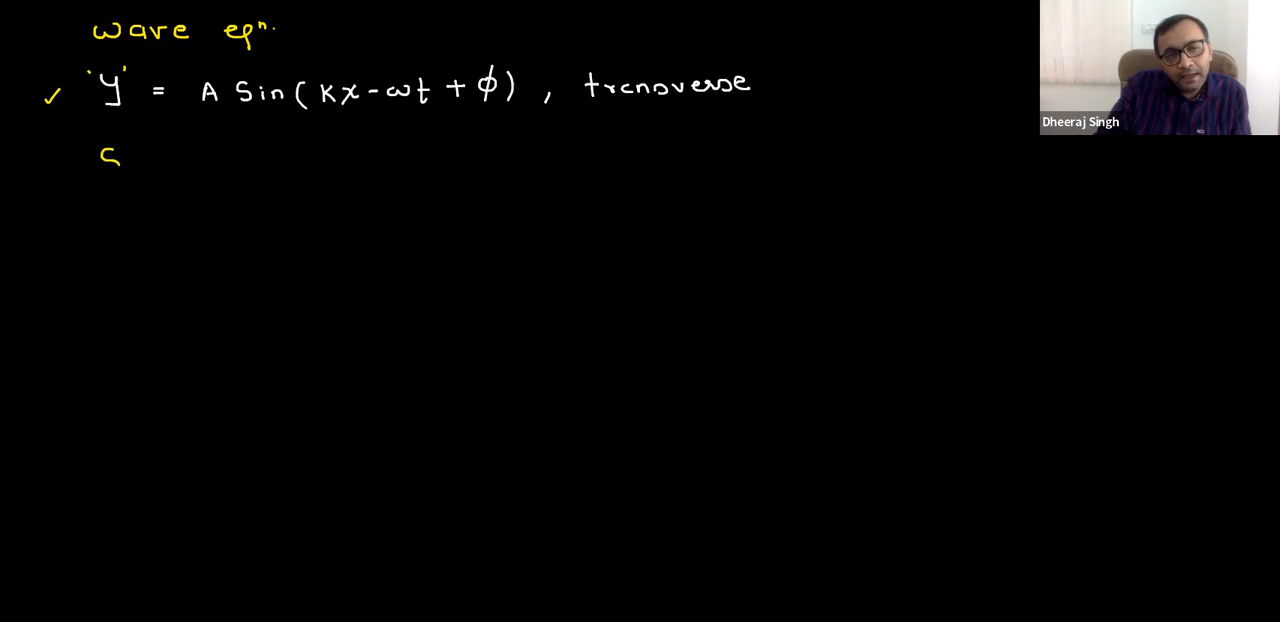 wave eqⁿ.
✓ 'y' = A Sin(kx-ωt+ϕ), transverse
S
Dheeraj Singh